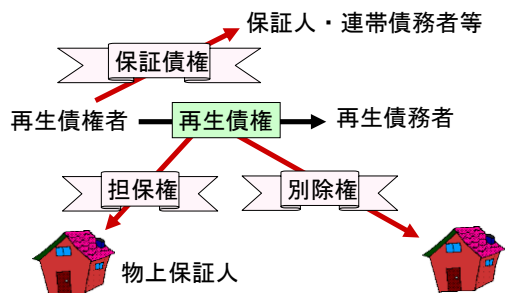 保証人・連帯債務者等
保証債権
再生債権者
再生債権
再生債務者
担保権
別除権
物上保証人